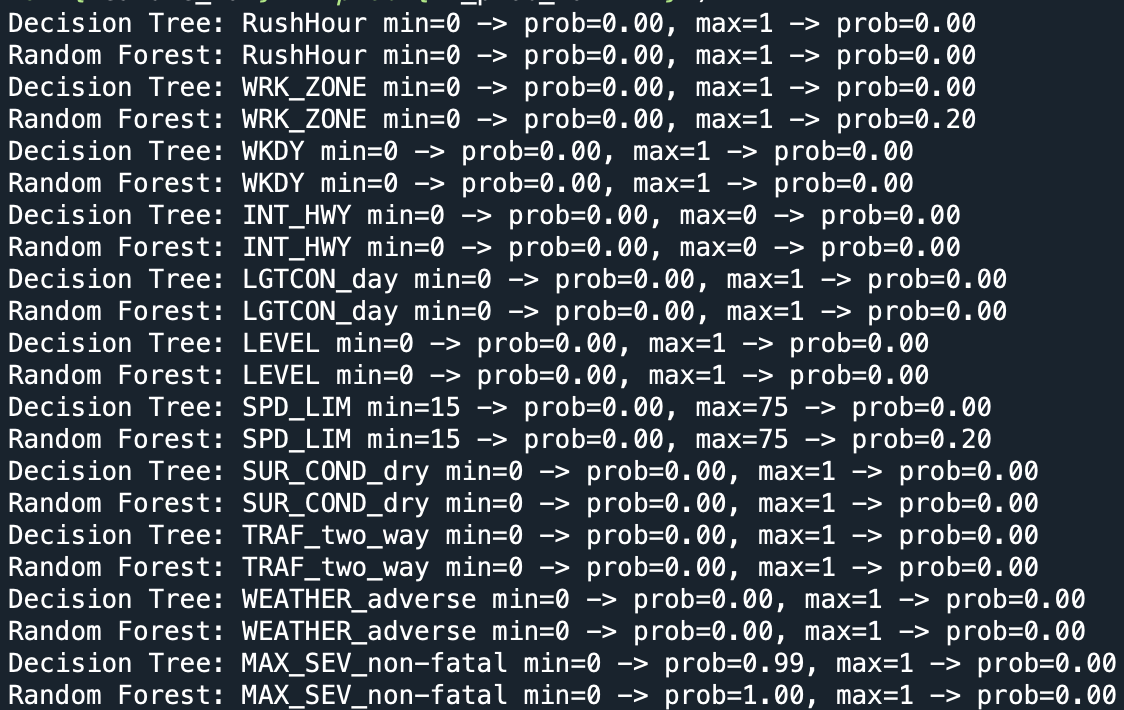 Decision Tree: RushHour min=0 -> prob=0.00, max=1 -> prob=0.00
Random Forest: RushHour min=0 -> prob=0.00, max=1 -> prob=0.00
Decision Tree: WRK_ZONE min=0 -> prob=0.00, max=1 -> prob=0.00
Random Forest: WRK_ZONE min=0 -> prob=0.00, max=1 -> prob=0.20
Decision Tree: WKDY min=0 -> prob=0.00, max=1 -> prob=0.00
Random Forest: WKDY min=0 -> prob=0.00, max=1 -> prob=0.00
Decision Tree: INT_HWY min=0 -> prob=0.00, max=0 -> prob=0.00
Random Forest: INT_HWY min=0 -> prob=0.00, max=0 -> prob=0.00
Decision Tree: LGTCON_day min=0 -> prob=0.00, max=1 -> prob=0.00
Random Forest: LGTCON_day min=0 -> prob=0.00, max=1 -> prob=0.00
Decision Tree: LEVEL min=0 -> prob=0.00, max=1 -> prob=0.00
Random Forest: LEVEL min=0 -> prob=0.00, max=1 -> prob=0.00
Decision Tree: SPD_LIM min=15 -> prob=0.00, max=75 -> prob=0.00
Random Forest: SPD_LIM min=15 -> prob=0.00, max=75 -> prob=0.20
Decision Tree: SUR_COND_dry min=0 -> prob=0.00, max=1 -> prob=0.00
Random Forest: SUR_COND_dry min=0 -> prob=0.00, max=1 -> prob=0.00
Decision Tree: TRAF_two_way min=0 -> prob=0.00, max=1 -> prob=0.00
Random Forest: TRAF_two_way min=0 -> prob=0.00, max=1 -> prob=0.00
Decision Tree: WEATHER_adverse min=0 -> prob=0.00, max=1 -> prob=0.00
Random Forest: WEATHER_adverse min=0 -> prob=0.00, max=1 -> prob=0.00
Decision Tree: MAX_SEV_non-fatal min=0 -> prob=0.99, max=1 -> prob=0.00
Random Forest: MAX_SEV_non-fatal min=0 -> prob=1.00, max=1 -> prob=0.00